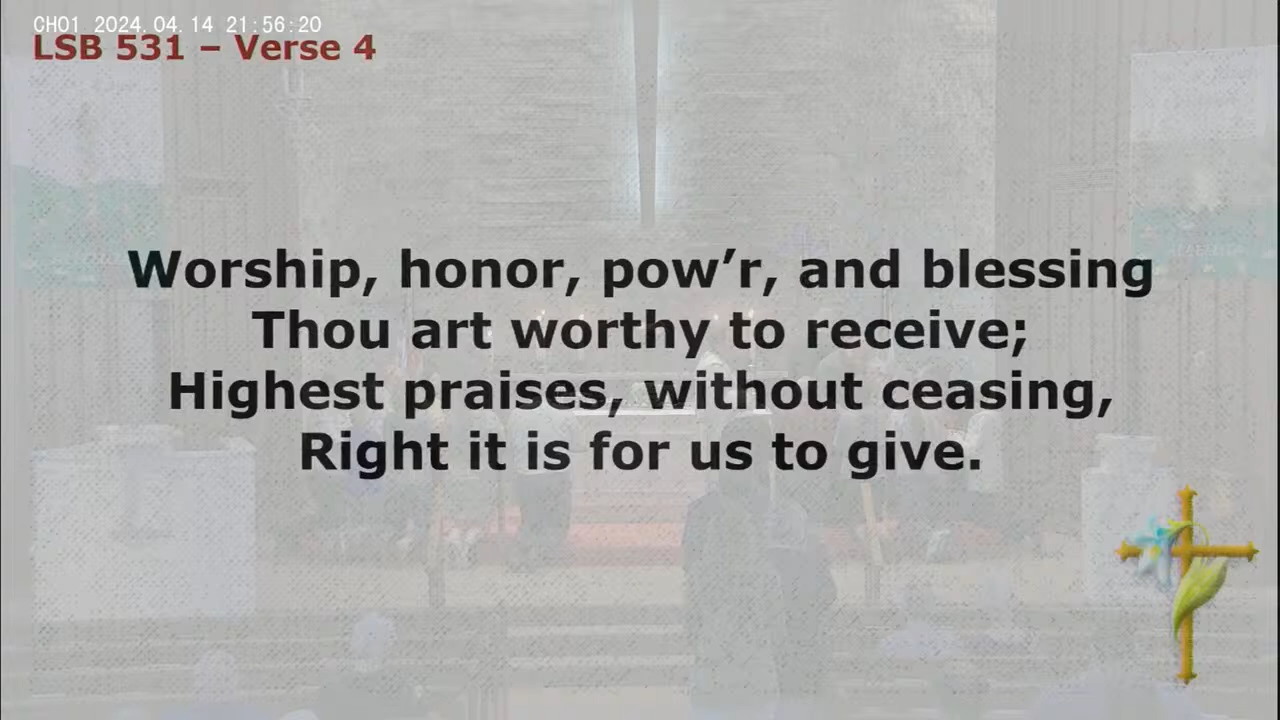 CH01 2024.04.14 21:56:20
LSB 531 – Verse 4
Worship, honor, pow’r, and blessing
Thou art worthy to receive;
Highest praises, without ceasing,
Right it is for us to give.